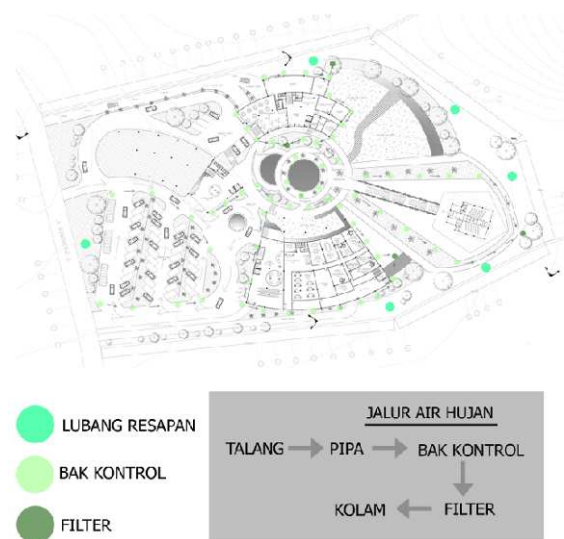 LUBANG RESAPAN
BAK KONTROL
FILTER
JALUR AIR HUJAN
TALANG PIPA BAK KONTROL
KOLAM FILTER